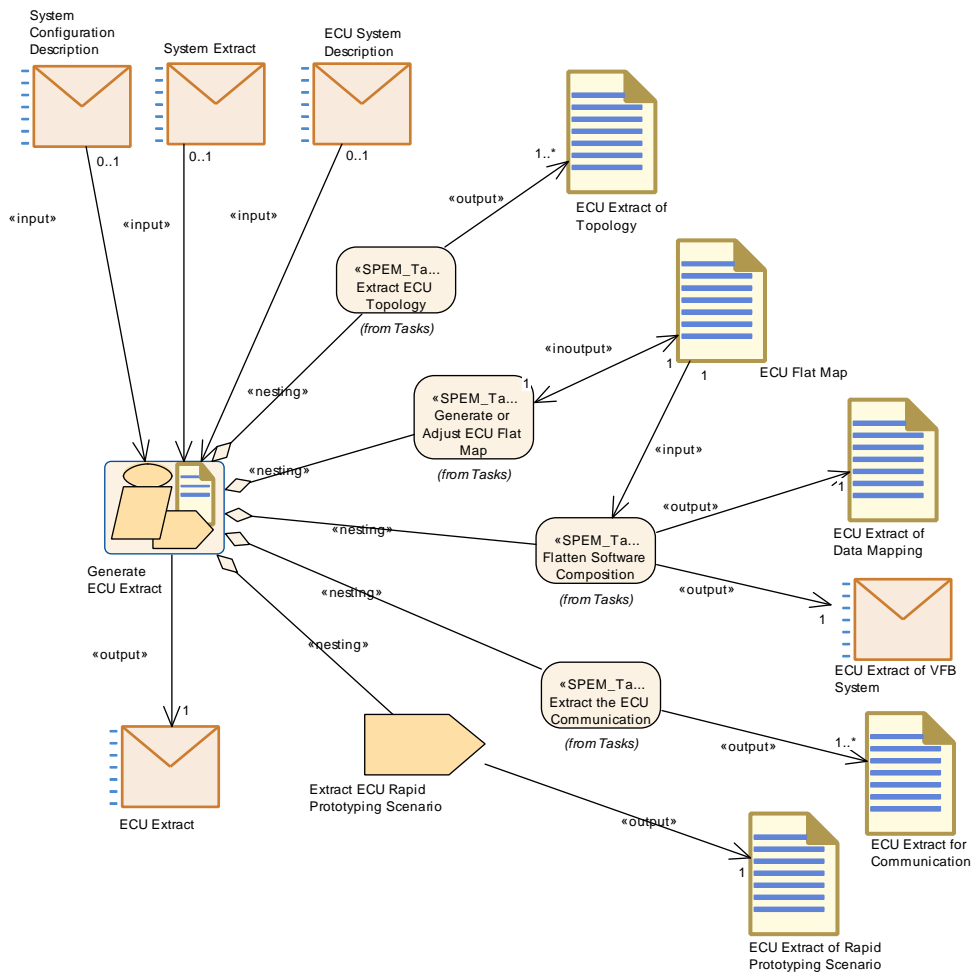 System
Configuration
Description
System Extract
ECU System
Description
0..1
0..1
0..1
«input»
«input»
«input»
1..*
«output»
ECU Extract of
Topology
«SPEM_Ta...
Extract ECU
Topology
(from Tasks)
«nesting»
«inoutput»
1
1
1
ECU Flat Map
«SPEM_Ta...
Generate or
Adjust ECU Flat
Map
(from Tasks)
«nesting»
«input»
«output»
1
ECU Extract of
Data Mapping
«nesting»
«SPEM_Ta...
Flatten Software
Composition
(from Tasks)
«output»
1
ECU Extract of VFB
System
Generate
ECU Extract
«nesting»
«output»
1
ECU Extract
«nesting»
«SPEM_Ta...
Extract the ECU
Communication
(from Tasks)
«output»
1..*
ECU Extract for
Communication
Extract ECU Rapid
Prototyping Scenario
«output»
1
ECU Extract of Rapid
Prototyping Scenario